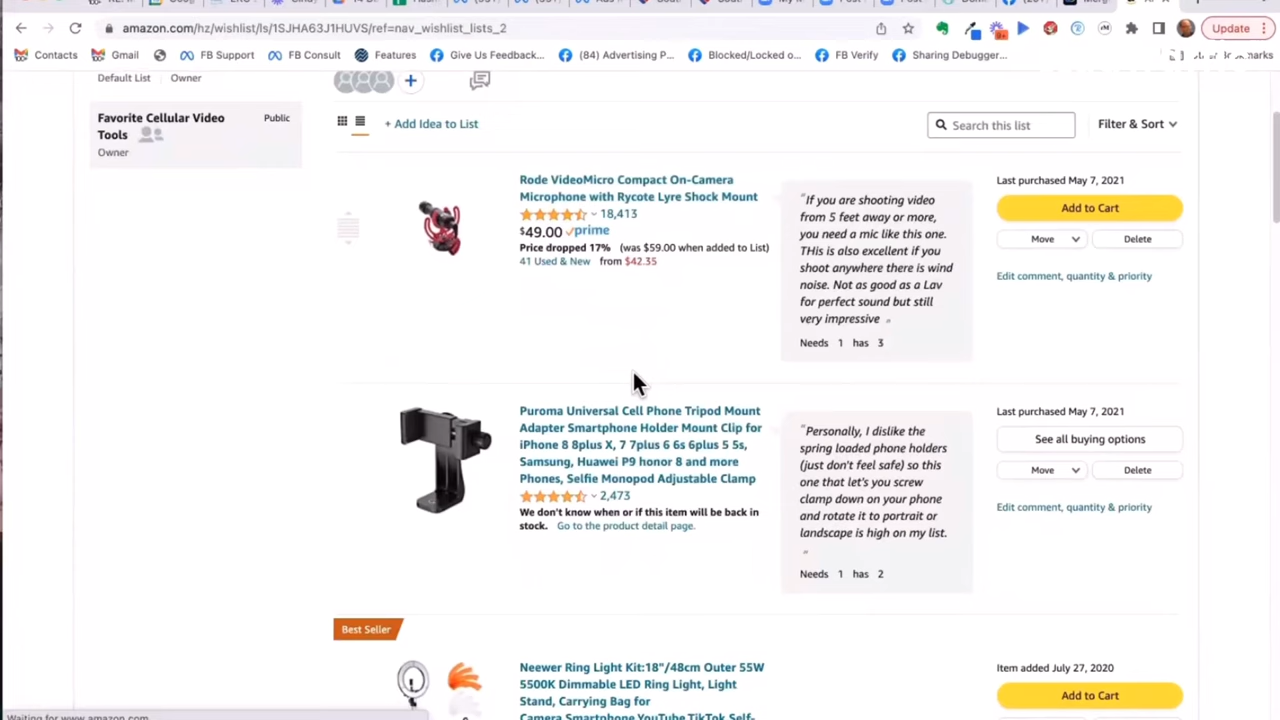 amazon.com/hz/wishlist/ls/1SJHA63J1HUVS/ref=nav_wishlist_lists_2
Update
Contacts
Gmail
FB Support
FB Consult
Features
Give Us Feedback...
(84) Advertising P...
Blocked/Locked o...
FB Verify
Sharing Debugger...
Default List
Owner
Favorite Cellular Video
Tools
Public
Owner
+ Add Idea to List
Search this list
Filter & Sort
Rode VideoMicro Compact On-Camera
Microphone with Rycote Lyre Shock Mount
18,413
$49.00 prime
Price dropped 17% (was $59.00 when added to List)
41 Used & New from $42.35
"If you are shooting video
from 5 feet away or more,
you need a mic like this one.
THis is also excellent if you
shoot anywhere there is wind
noise. Not as good as a Lav
for perfect sound but still
very impressive "
Needs 1 has 3
Last purchased May 7, 2021
Add to Cart
Move
Delete
Edit comment, quantity & priority
Puroma Universal Cell Phone Tripod Mount
Adapter Smartphone Holder Mount Clip for
iPhone 8 8plus X, 7 7plus 6 6s 6plus 5 5s,
Samsung, Huawei P9 honor 8 and more
Phones, Selfie Monopod Adjustable Clamp
2,473
We don't know when or if this item will be back in
stock. Go to the product detail page.
"Personally, I dislike the
spring loaded phone holders
(just don't feel safe) so this
one that let's you screw
clamp down on your phone
and rotate it to portrait or
landscape is high on my list.
"
Needs 1 has 2
Last purchased May 7, 2021
See all buying options
Move
Delete
Edit comment, quantity & priority
Best Seller
Neewer Ring Light Kit:18"/48cm Outer 55W
5500K Dimmable LED Ring Light, Light
Stand, Carrying Bag for
Camera,Smartphone,YouTube,TikTok,Self-
Item added July 27, 2020
Add to Cart
Waiting for www.amazon.com